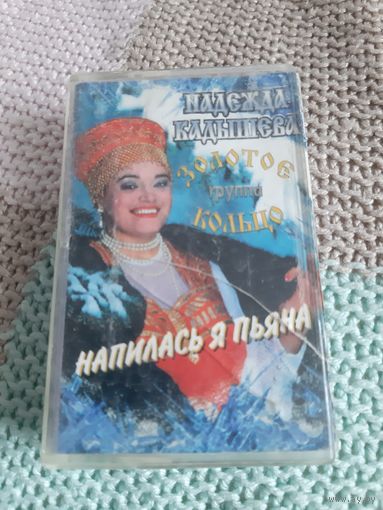 НАДЕЖДА
КАДЫШЕВА
ЗОЛОТОЕ
группа
КОЛЬЦО
НАПИЛАСЬ Я ПЬЯНА